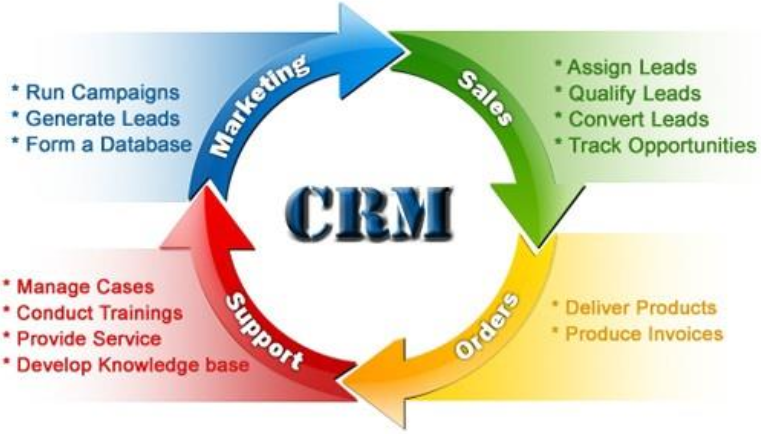 Marketing
* Run Campaigns
* Generate Leads
* Form a Database
Sales
* Assign Leads
* Qualify Leads
* Convert Leads
* Track Opportunities
CRM
Support
* Manage Cases
* Conduct Trainings
* Provide Service
* Develop Knowledge base
Orders
* Deliver Products
* Produce Invoices